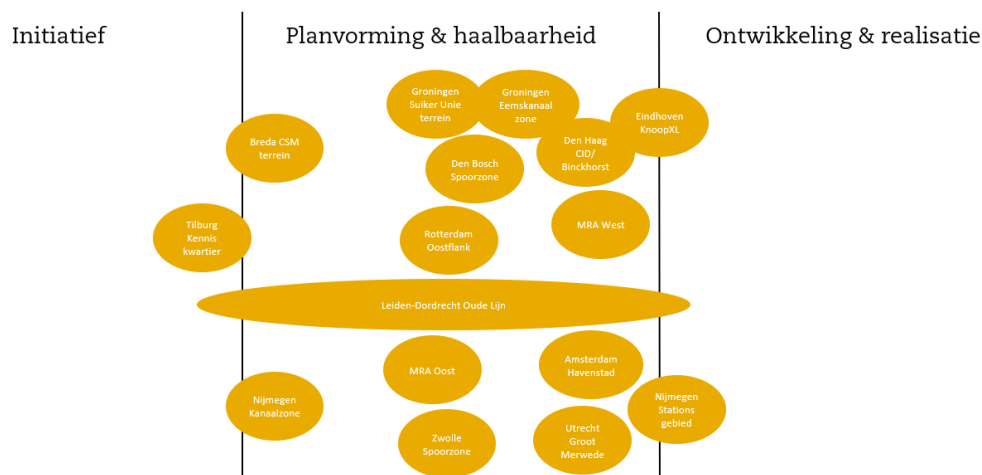 Initiatief
Planvorming & haalbaarheid
Ontwikkeling & realisatie
Groningen
Suiker Unie
terrein
Groningen
Eemskanaal
zone
Eindhoven
KnoopXL
Breda CSM
terrein
Den Haag
CID/
Binckhorst
Den Bosch
Spoorzone
Tilburg
Kennis
kwartier
Rotterdam
Oostflank
MRA West
Leiden-Dordrecht Oude Lijn
MRA Oost
Amsterdam
Havenstad
Nijmegen
Kanaalzone
Nijmegen
Stations
gebied
Zwolle
Spoorzone
Utrecht
Groot
Merwede